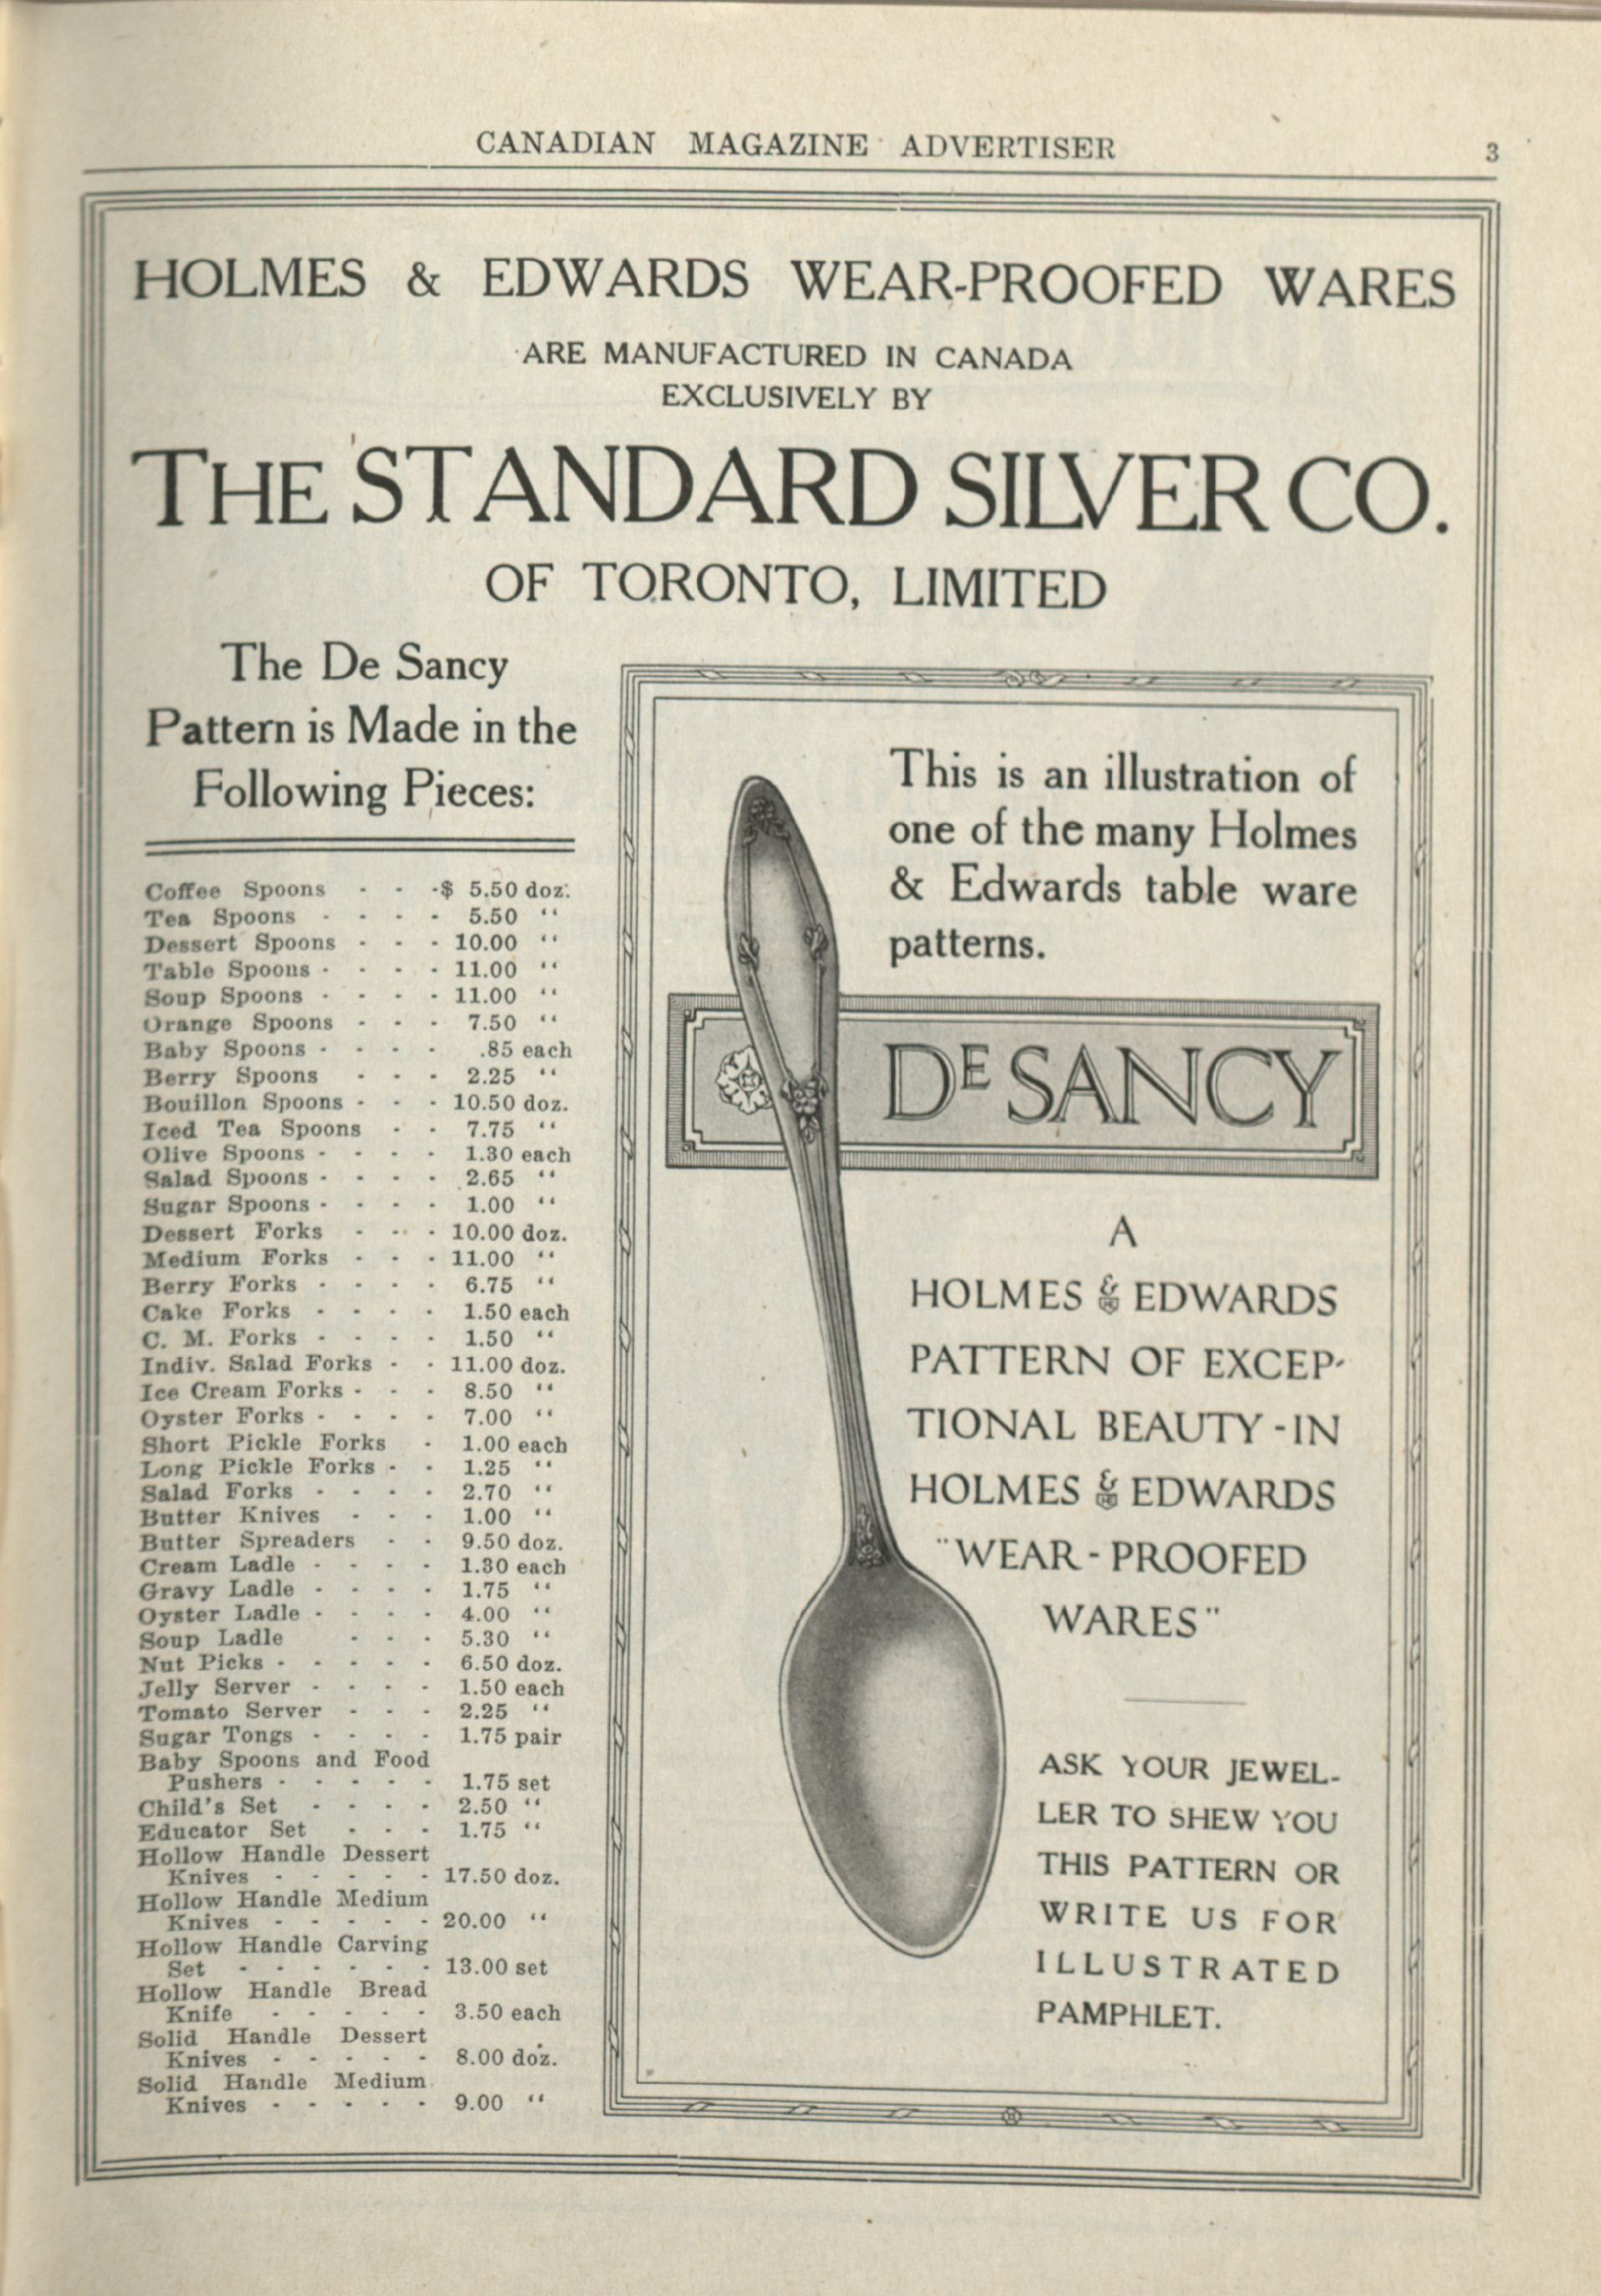 CANADIAN MAGAZINE ADVERTISER 3
HOLMES & EDWARDS WEAR-PROOFED WARES
ARE MANUFACTURED IN CANADA
EXCLUSIVELY BY
THE STANDARD SILVER CO.
OF TORONTO, LIMITED
The De Sancy
Pattern is Made in the
Following Pieces:
Coffee Spoons - - -$ 5.50 doz.
Tea Spoons - - - - 5.50 "
Dessert Spoons - - - 10.00 "
Table Spoons - - - - 11.00 "
Soup Spoons - - - - 11.00 "
Orange Spoons - - - 7.50 "
Baby Spoons - - - - .85 each
Berry Spoons - - - 2.25 "
Bouillon Spoons - - - 10.50 doz.
Iced Tea Spoons - - 7.75 "
Olive Spoons - - - - 1.30 each
Salad Spoons - - - - 2.65 "
Sugar Spoons - - - - 1.00 "
Dessert Forks - - - 10.00 doz.
Medium Forks - - - 11.00 "
Berry Forks - - - - 6.75 "
Cake Forks - - - - 1.50 each
C. M. Forks - - - - 1.50 "
Indiv. Salad Forks - - 11.00 doz.
Ice Cream Forks - - - 8.50 "
Oyster Forks - - - - 7.00 "
Short Pickle Forks - 1.00 each
Long Pickle Forks - - 1.25 "
Salad Forks - - - - 2.70 "
Butter Knives - - - 1.00 "
Butter Spreaders - - 9.50 doz.
Cream Ladle - - - - 1.30 each
Gravy Ladle - - - - 1.75 "
Oyster Ladle - - - - 4.00 "
Soup Ladle - - - 5.30 "
Nut Picks - - - - - 6.50 doz.
Jelly Server - - - - 1.50 each
Tomato Server - - - 2.25 "
Sugar Tongs - - - - 1.75 pair
Baby Spoons and Food
Pushers - - - - - 1.75 set
Child's Set - - - - 2.50 "
Educator Set - - - 1.75 "
Hollow Handle Dessert
Knives - - - - - 17.50 doz.
Hollow Handle Medium
Knives - - - - - 20.00 "
Hollow Handle Carving
Set - - - - - - 13.00 set
Hollow Handle Bread
Knife - - - - - 3.50 each
Solid Handle Dessert
Knives - - - - - 8.00 doz.
Solid Handle Medium
Knives - - - - - 9.00 "
This is an illustration of
one of the many Holmes
& Edwards table ware
patterns.
DE SANCY
A
HOLMES & EDWARDS
PATTERN OF EXCEP-
TIONAL BEAUTY - IN
HOLMES & EDWARDS
"WEAR - PROOFED
WARES"
ASK YOUR JEWEL-
LER TO SHEW YOU
THIS PATTERN OR
WRITE US FOR
ILLUSTRATED
PAMPHLET.